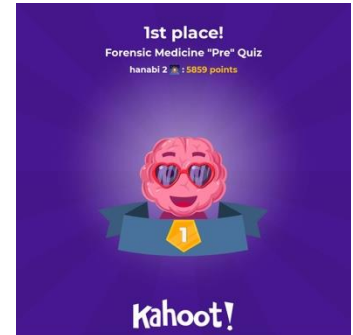 1st place!
Forensic Medicine "Pre" Quiz
hanabi 2 : 5859 points
1
Kahoot!